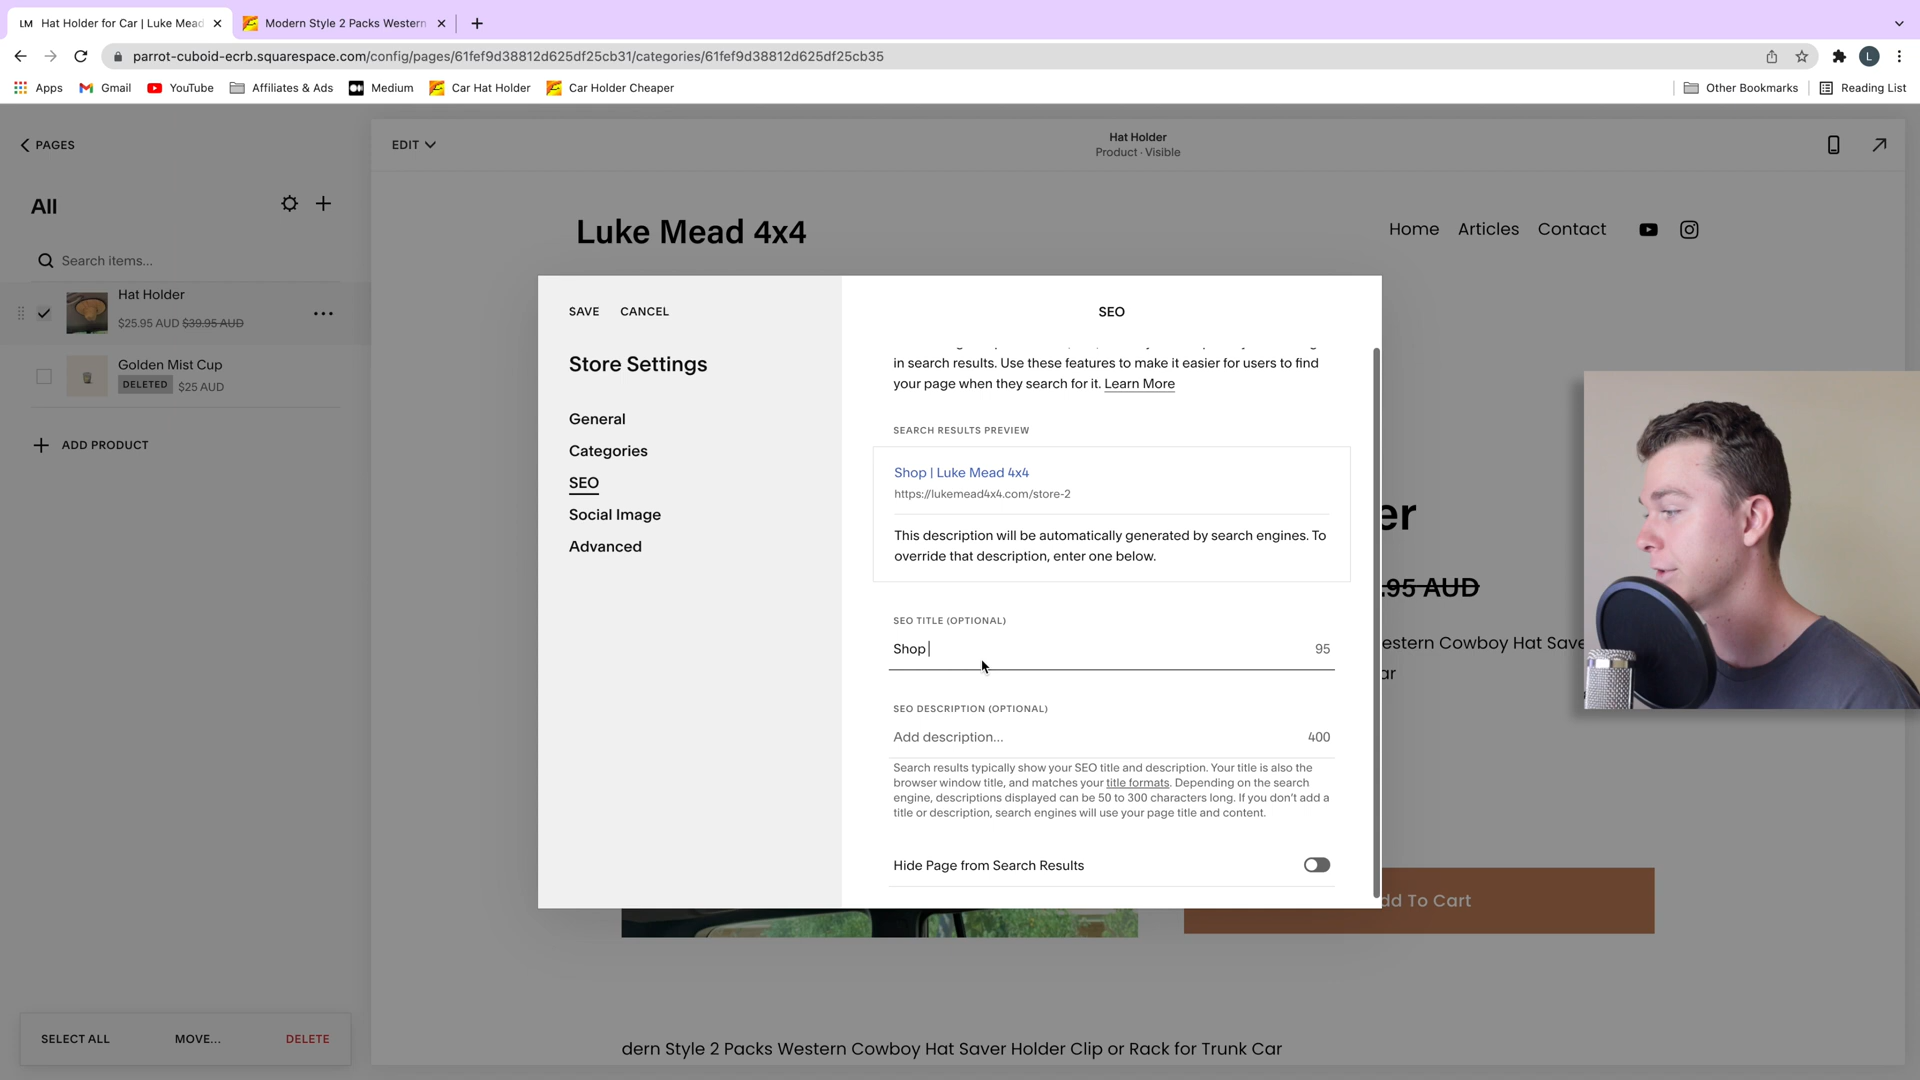 LM Hat Holder for Car | Luke Mead
Modern Style 2 Packs Western
parrot-cuboid-ecrb.squarespace.com/config/pages/61fef9d38812d625df25cb31/categories/61fef9d38812d625df25cb35
L
Apps
Gmail
YouTube
Affiliates & Ads
Medium
Car Hat Holder
Car Holder Cheaper
Other Bookmarks
Reading List
PAGES
EDIT
Hat Holder
Product · Visible
All
Search items...
Hat Holder
$25.95 AUD $39.95 AUD
Golden Mist Cup
DELETED $25 AUD
ADD PRODUCT
SELECT ALL
MOVE...
DELETE
Luke Mead 4x4
Home
Articles
Contact
SAVE
CANCEL
Store Settings
General
Categories
SEO
Social Image
Advanced
SEO
in search results. Use these features to make it easier for users to find
your page when they search for it. Learn More
SEARCH RESULTS PREVIEW
Shop | Luke Mead 4x4
https://lukemead4x4.com/store-2
This description will be automatically generated by search engines. To
override that description, enter one below.
SEO TITLE (OPTIONAL)
Shop
95
SEO DESCRIPTION (OPTIONAL)
Add description...
400
Search results typically show your SEO title and description. Your title is also the
browser window title, and matches your title formats. Depending on the search
engine, descriptions displayed can be 50 to 300 characters long. If you don't add a
title or description, search engines will use your page title and content.
Hide Page from Search Results
er
.95 AUD
estern Cowboy Hat Save
ar
dd To Cart
dern Style 2 Packs Western Cowboy Hat Saver Holder Clip or Rack for Trunk Car